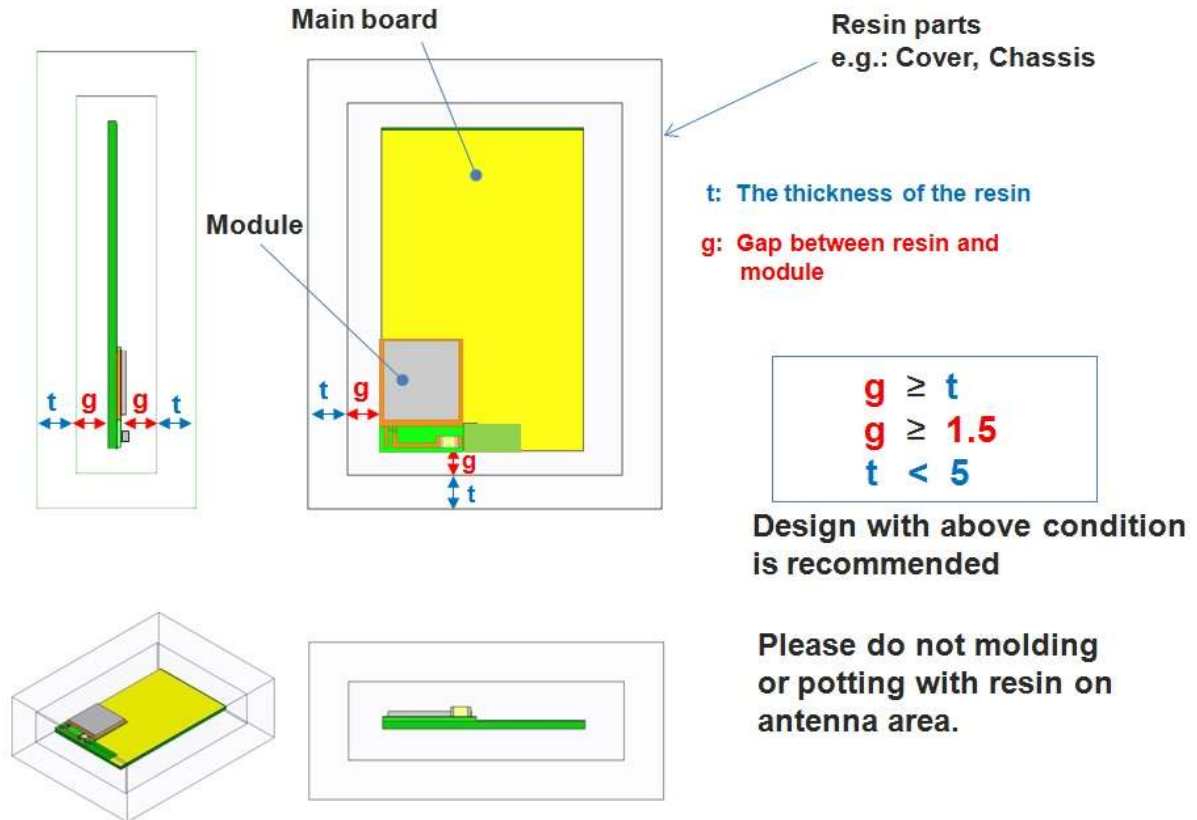 Main board
Resin parts
e.g.: Cover, Chassis
t: The thickness of the resin
Module
g: Gap between resin and
module
t g g t
t g
g
t
g ≥ t
g ≥ 1.5
t < 5
Design with above condition
is recommended
Please do not molding
or potting with resin on
antenna area.